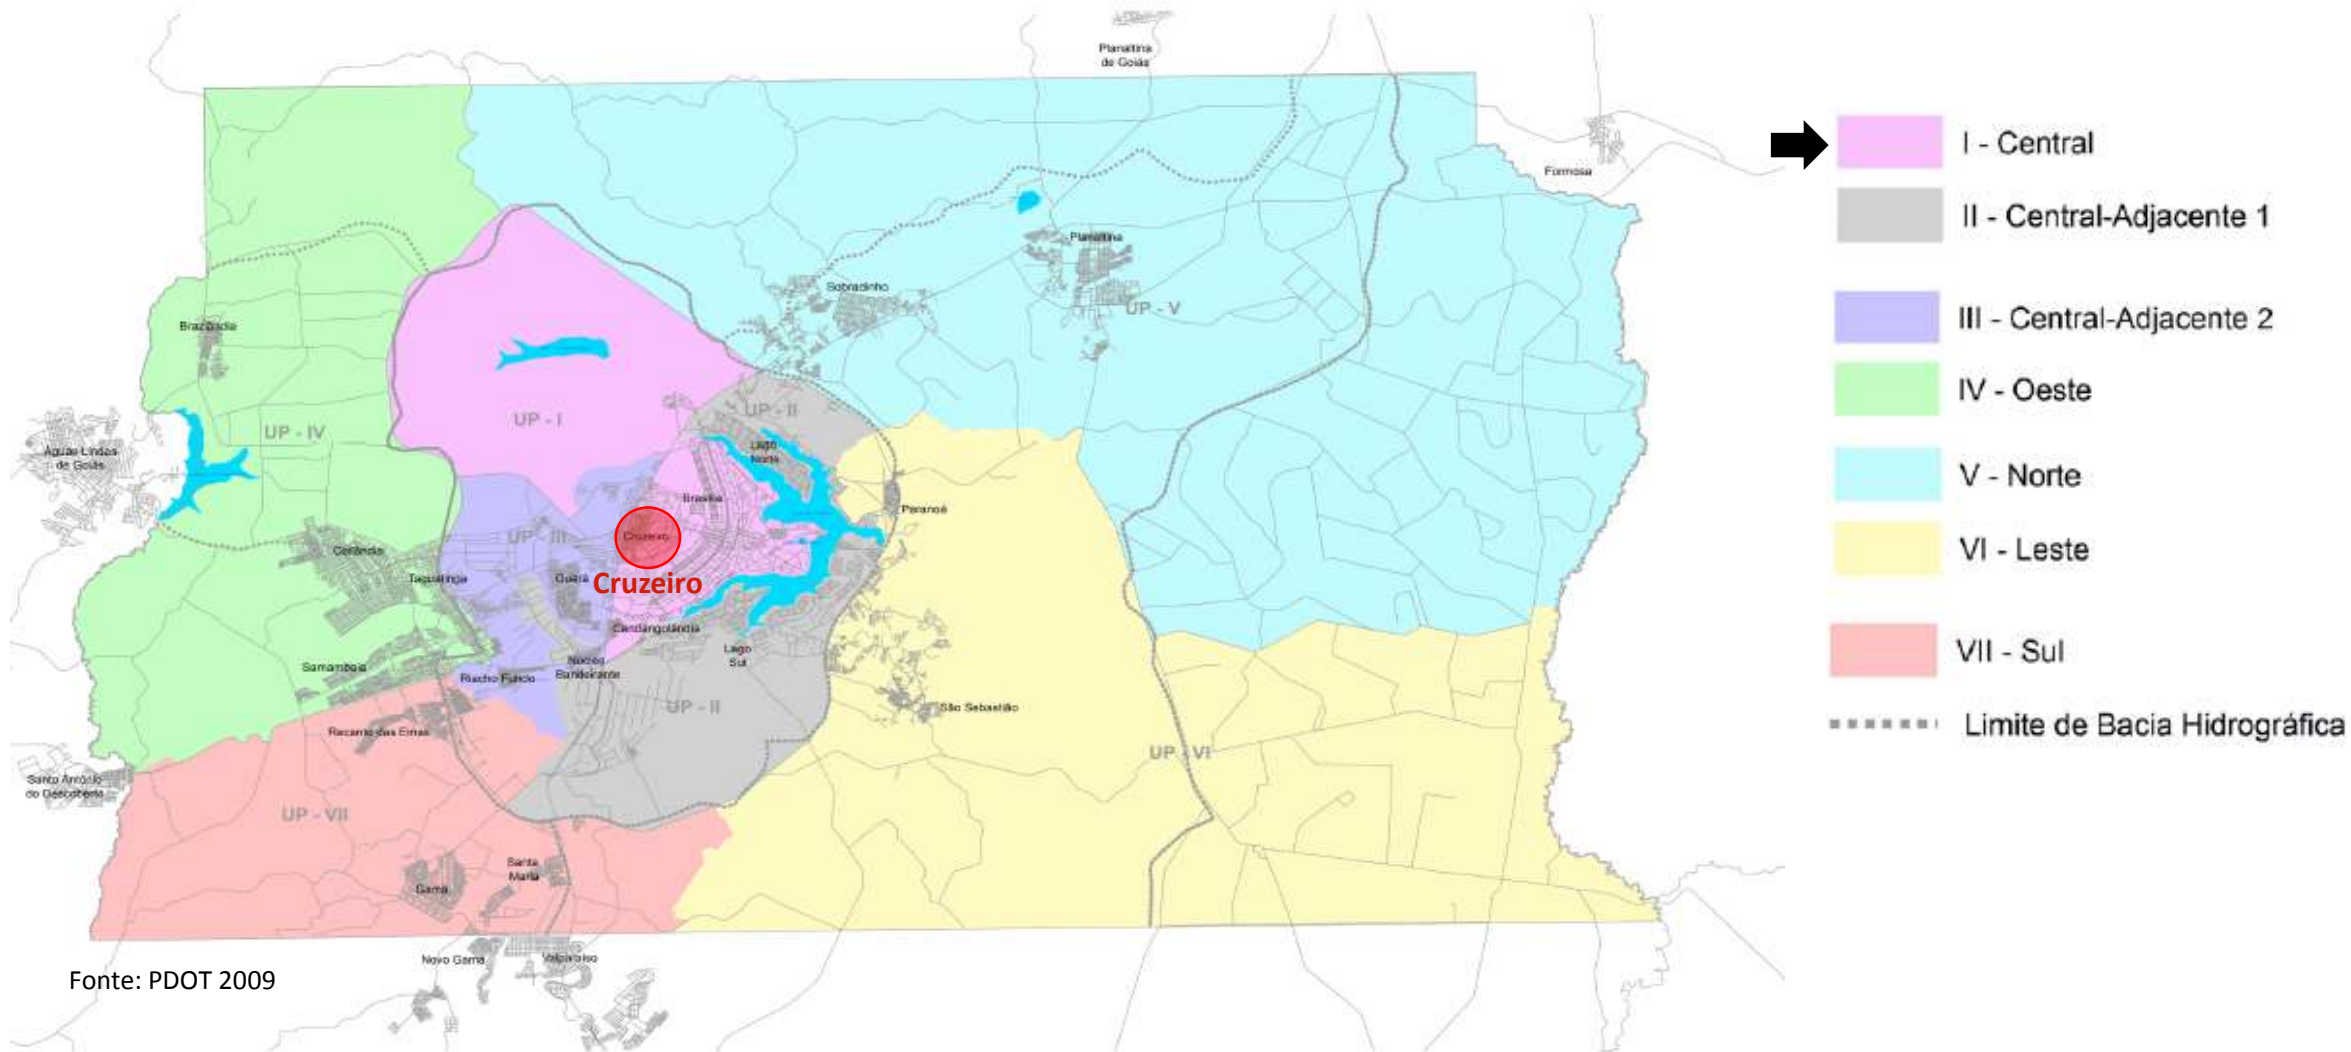 Planaltina
de Goiás
Formosa
Planaltina
Sobradinho
UP - V
Brazlândia
UP - II
UP - I
UP - IV
Lago
Norte
Águas Lindas
de Goiás
Brasília
Paranoá
Cruzeiro
UP - III
Ceilândia
Taguatinga
Guará
Cruzeiro
Candangolândia
Lago
Sul
Núcleo
Bandeirante
Samambaia
Riacho Fundo
UP - II
São Sebastião
Recanto das Emas
UP - VI
Santo Antônio
do Descoberto
UP - VII
Santa
Maria
Gama
Novo Gama
Valparaíso
Fonte: PDOT 2009
I - Central
II - Central-Adjacente 1
III - Central-Adjacente 2
IV - Oeste
V - Norte
VI - Leste
VII - Sul
Limite de Bacia Hidrográfica